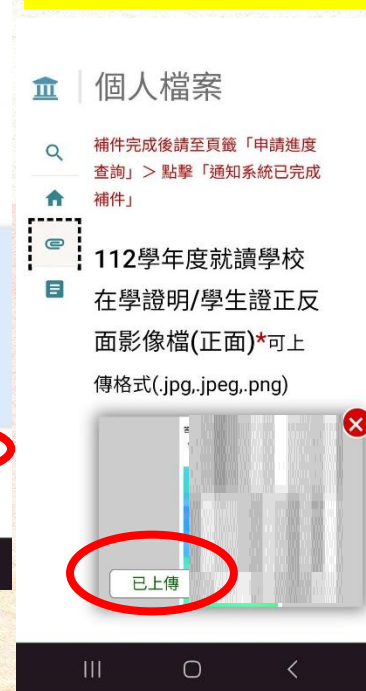 個人檔案
補件完成後請至頁籤「申請進度
查詢」＞ 點擊「通知系統已完成
補件」
112學年度就讀學校
在學證明/學生證正反
面影像檔(正面)*可上
傳格式(.jpg,.jpeg,.png)
已上傳